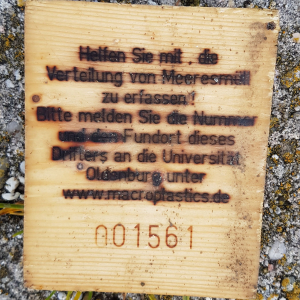 Helfen Sie mit, die
Verteilung von Meeresmüll
zu erfassen!
Bitte melden Sie die Nummer
und den Fundort dieses
Drifters an die Universität
Oldenburg unter
www.macroplastics.de
001561